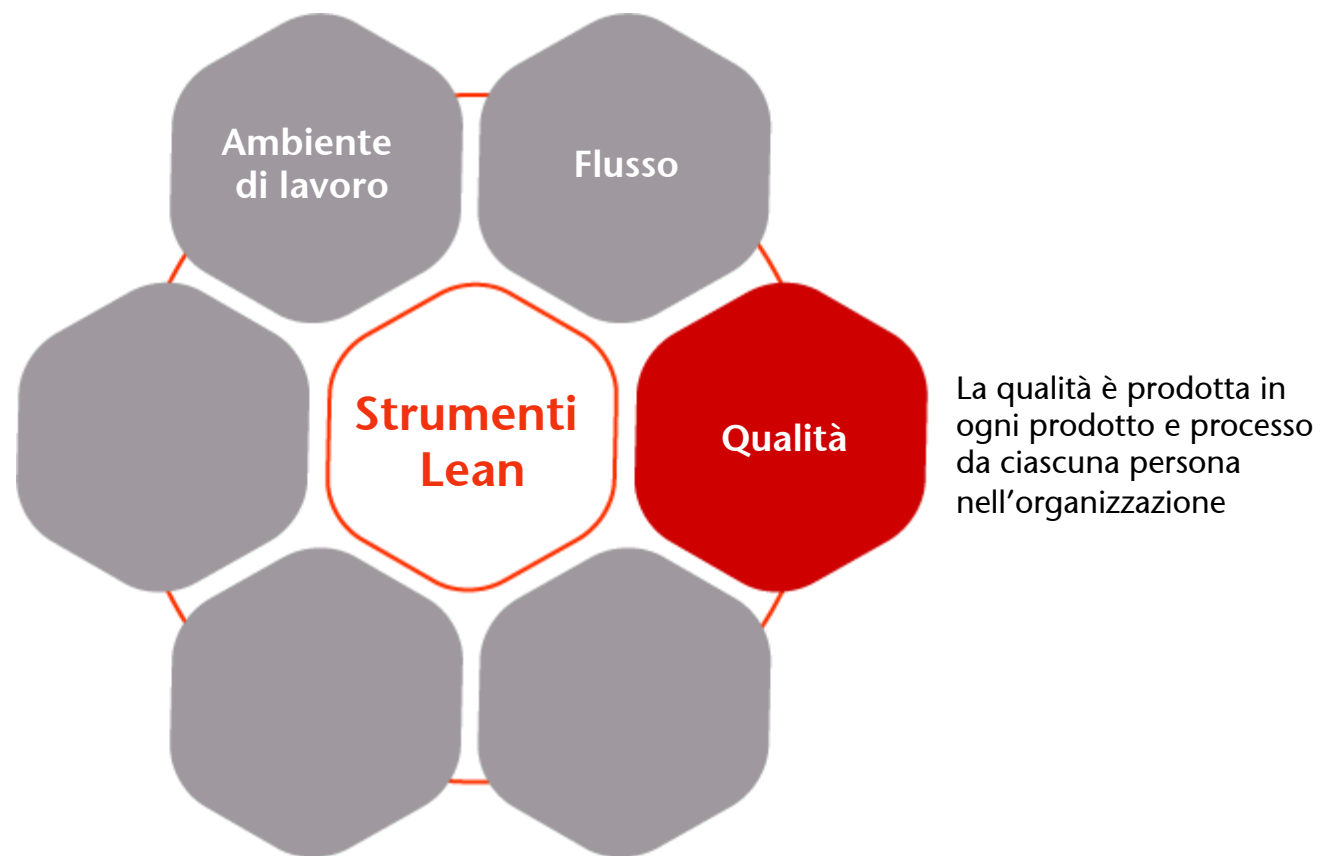 Ambiente
di lavoro
Flusso
Strumenti
Lean
Qualità
La qualità è prodotta in
ogni prodotto e processo
da ciascuna persona
nell’organizzazione